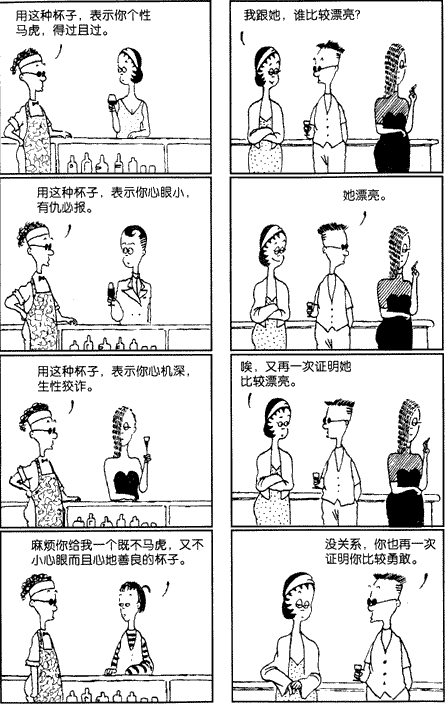 用这种杯子，表示你个性
马虎，得过且过。
用这种杯子，表示你心眼小，
有仇必报。
用这种杯子，表示你心机深，
生性狡诈。
麻烦你给我一个既不马虎，又不
小心眼而且心地善良的杯子。
我跟她，谁比较漂亮？
她漂亮。
唉，又再一次证明她
比较漂亮。
没关系，你也再一次
证明你比较勇敢。